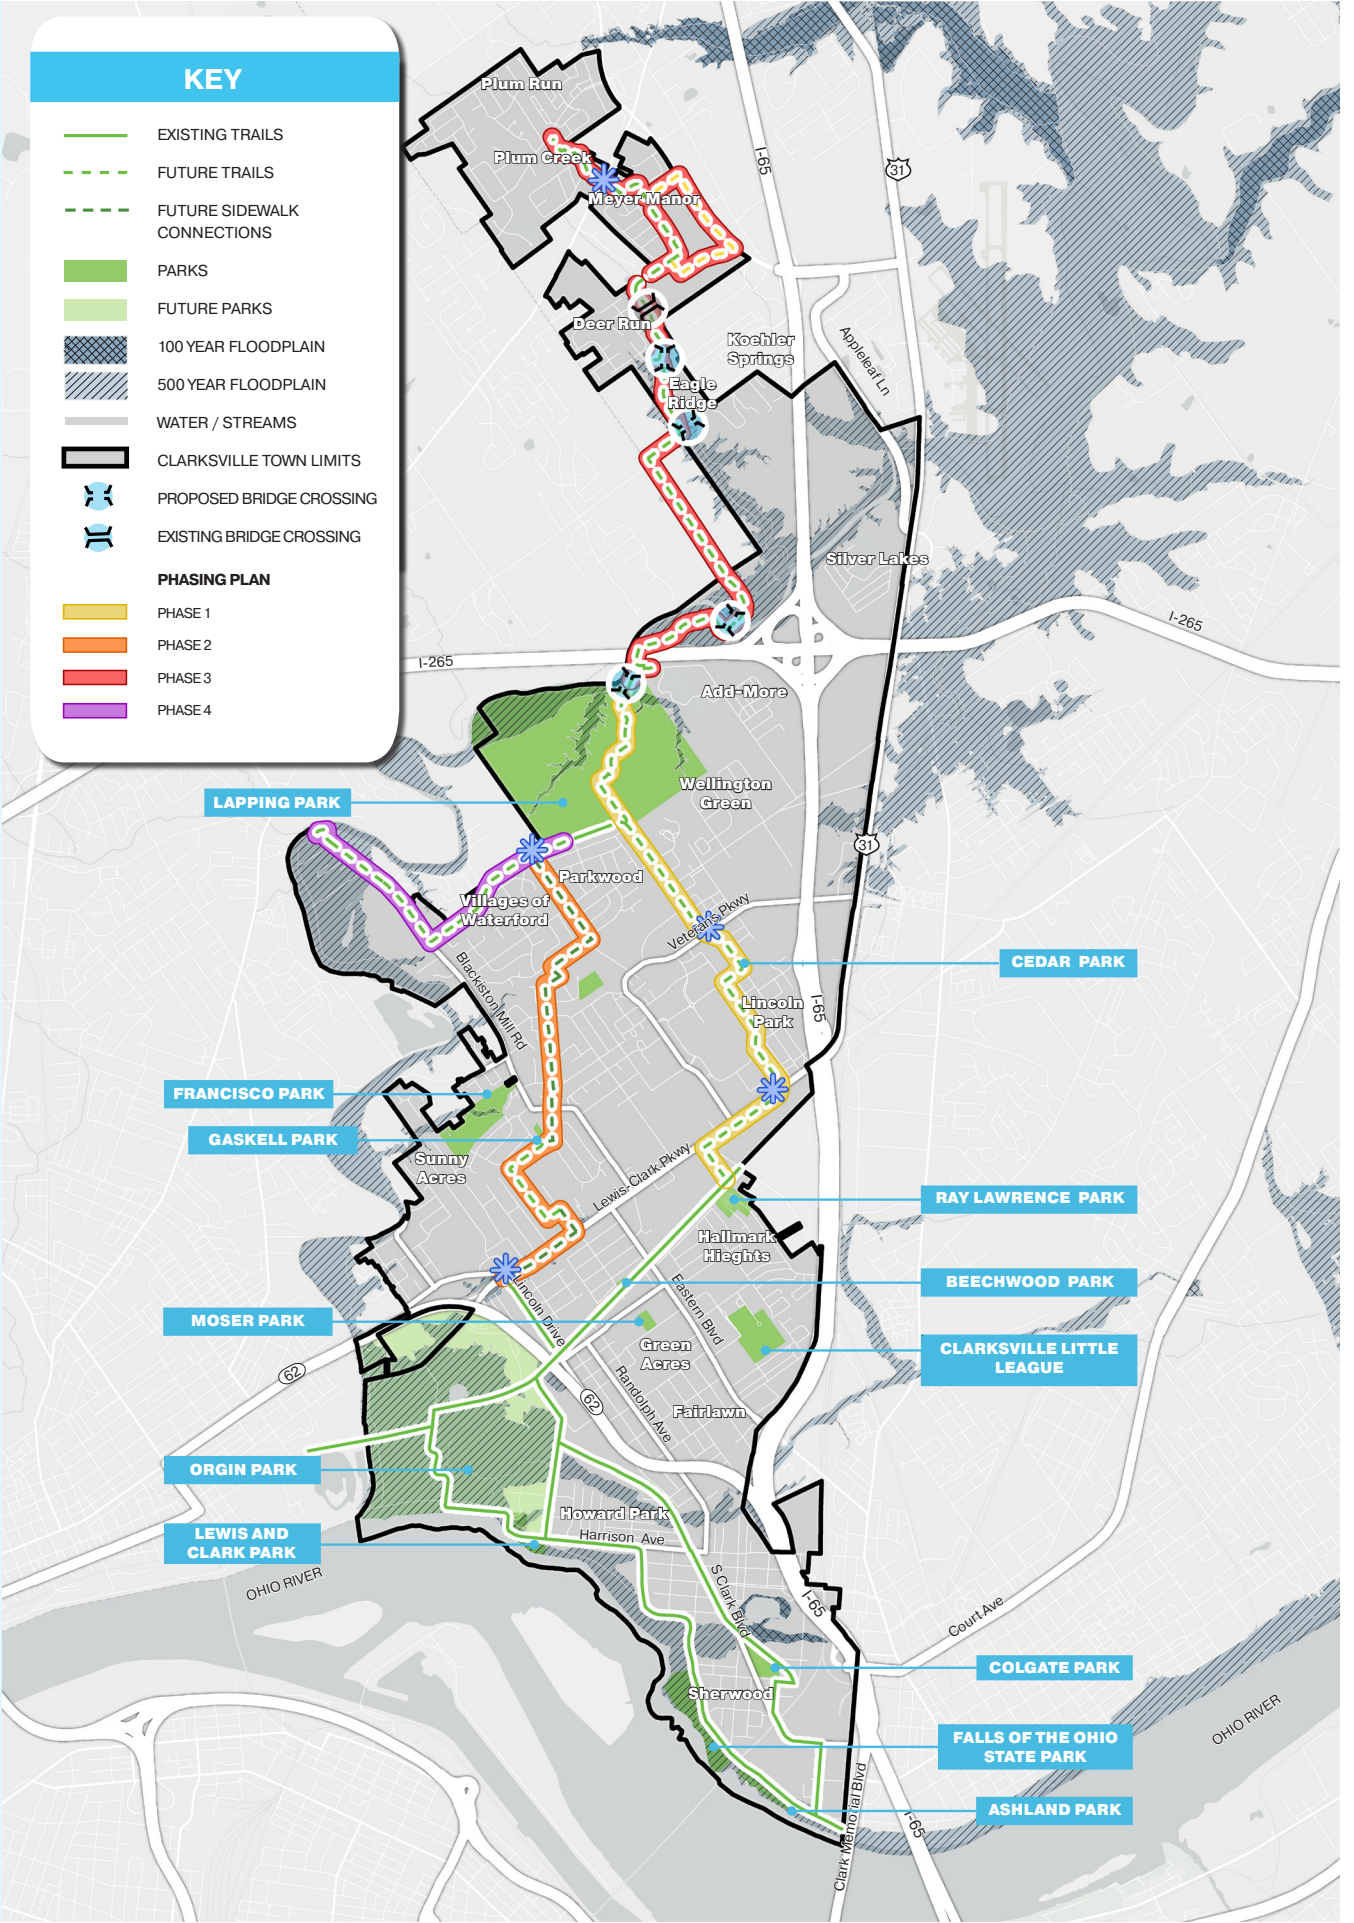 KEY
EXISTING TRAILS
FUTURE TRAILS
FUTURE SIDEWALK
CONNECTIONS
PARKS
FUTURE PARKS
100 YEAR FLOODPLAIN
500 YEAR FLOODPLAIN
WATER / STREAMS
CLARKSVILLE TOWN LIMITS
PROPOSED BRIDGE CROSSING
EXISTING BRIDGE CROSSING
PHASING PLAN
PHASE 1
PHASE 2
PHASE 3
PHASE 4
Plum Run
Plum Creek
Meyer Manor
I-65
31
Deer Run
Koehler
Springs
Appleleaf Ln
Eagle
Ridge
Silver Lakes
I-265
I-265
Add-More
Wellington
Green
LAPPING PARK
31
Parkwood
Villages of
Waterford
Veterans Pkwy
CEDAR PARK
Blackiston Mill Rd
Lincoln
Park
I-65
FRANCISCO PARK
GASKELL PARK
Sunny
Acres
Lewis-Clark Pkwy
RAY LAWRENCE PARK
Hallmark
Hieghts
BEECHWOOD PARK
Lincoln Drive
Eastern Blvd
MOSER PARK
Green
Acres
CLARKSVILLE LITTLE
LEAGUE
62
62
Randolph Ave
Fairlawn
ORGIN PARK
Howard Park
LEWIS AND
CLARK PARK
Harrison Ave
OHIO RIVER
S Clark Blvd
I-65
Court Ave
COLGATE PARK
Sherwood
FALLS OF THE OHIO
STATE PARK
OHIO RIVER
ASHLAND PARK
Clark Memorial Blvd
I-65